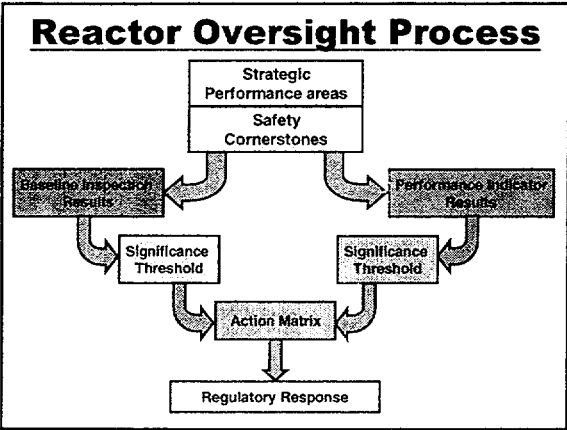 Reactor Oversight Process
Strategic
Performance areas
Safety
Cornerstones
Baseline Inspection
Results
Performance Indicator
Results
Significance
Threshold
Significance
Threshold
Action Matrix
Regulatory Response